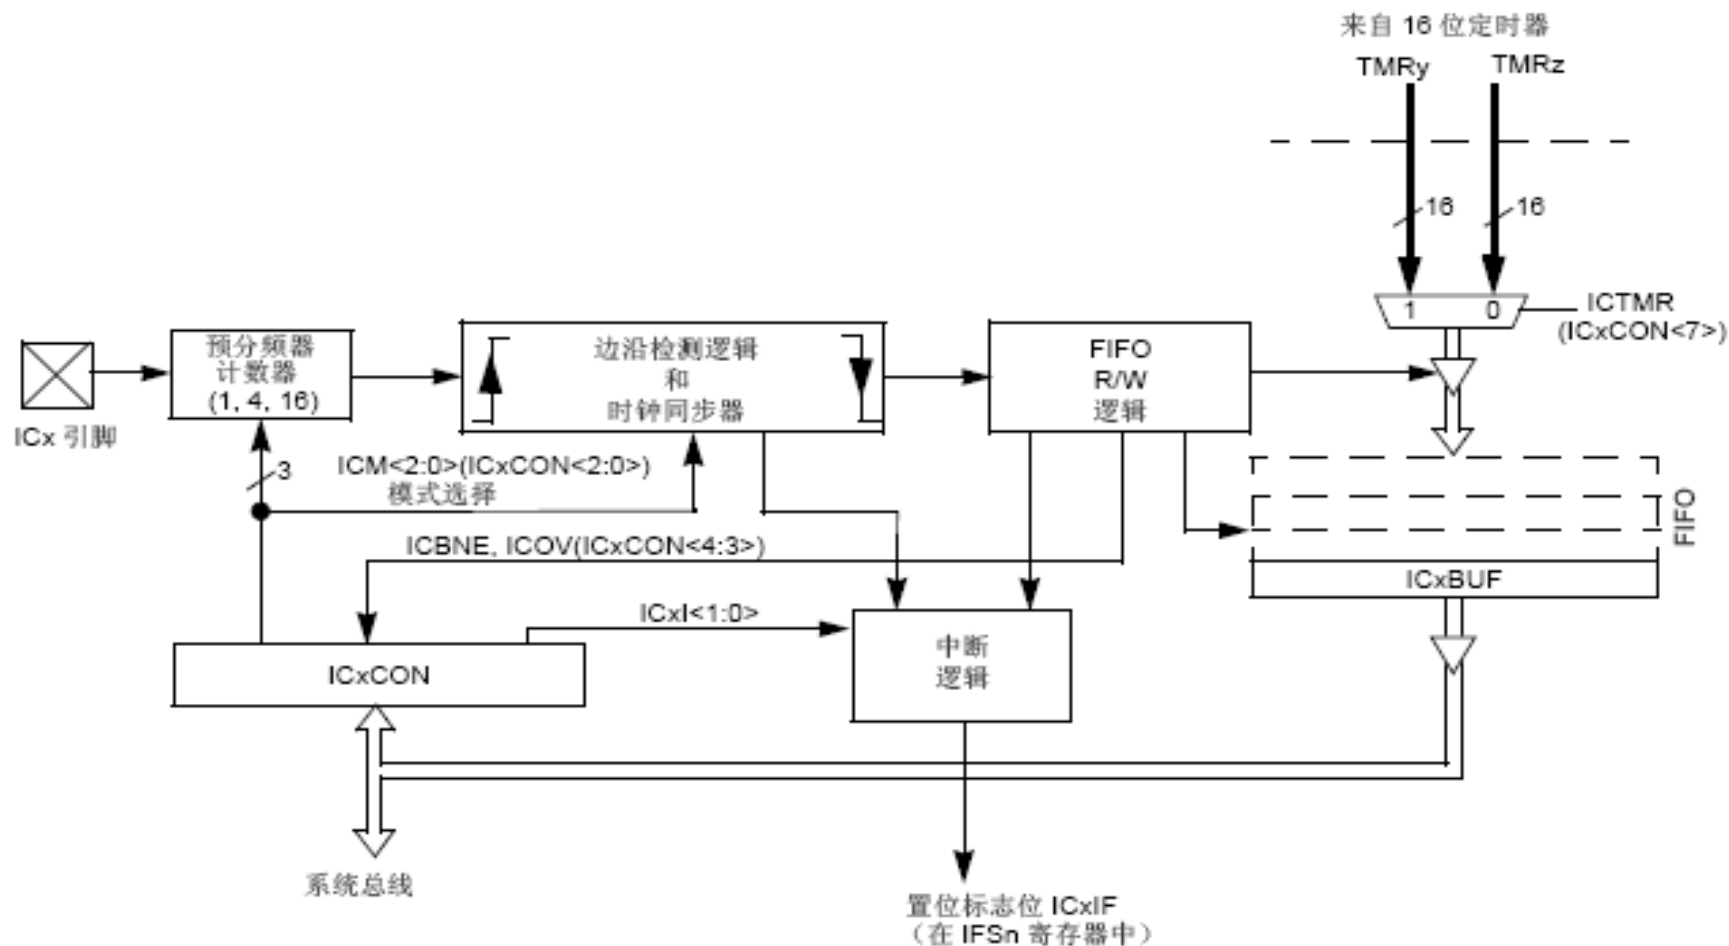 来自 16 位定时器
TMRy
TMRz
16
16
1
0
ICTMR
(ICxCON<7>)
预分频器
计数器
(1, 4, 16)
边沿检测逻辑
和
时钟同步器
FIFO
R/W
逻辑
ICx 引脚
3
ICM<2:0>(ICxCON<2:0>)
模式选择
FIFO
ICBNE, ICOV(ICxCON<4:3>)
ICxBUF
ICxI<1:0>
中断
逻辑
ICxCON
系统总线
置位标志位 ICxIF
（在 IFSn 寄存器中）